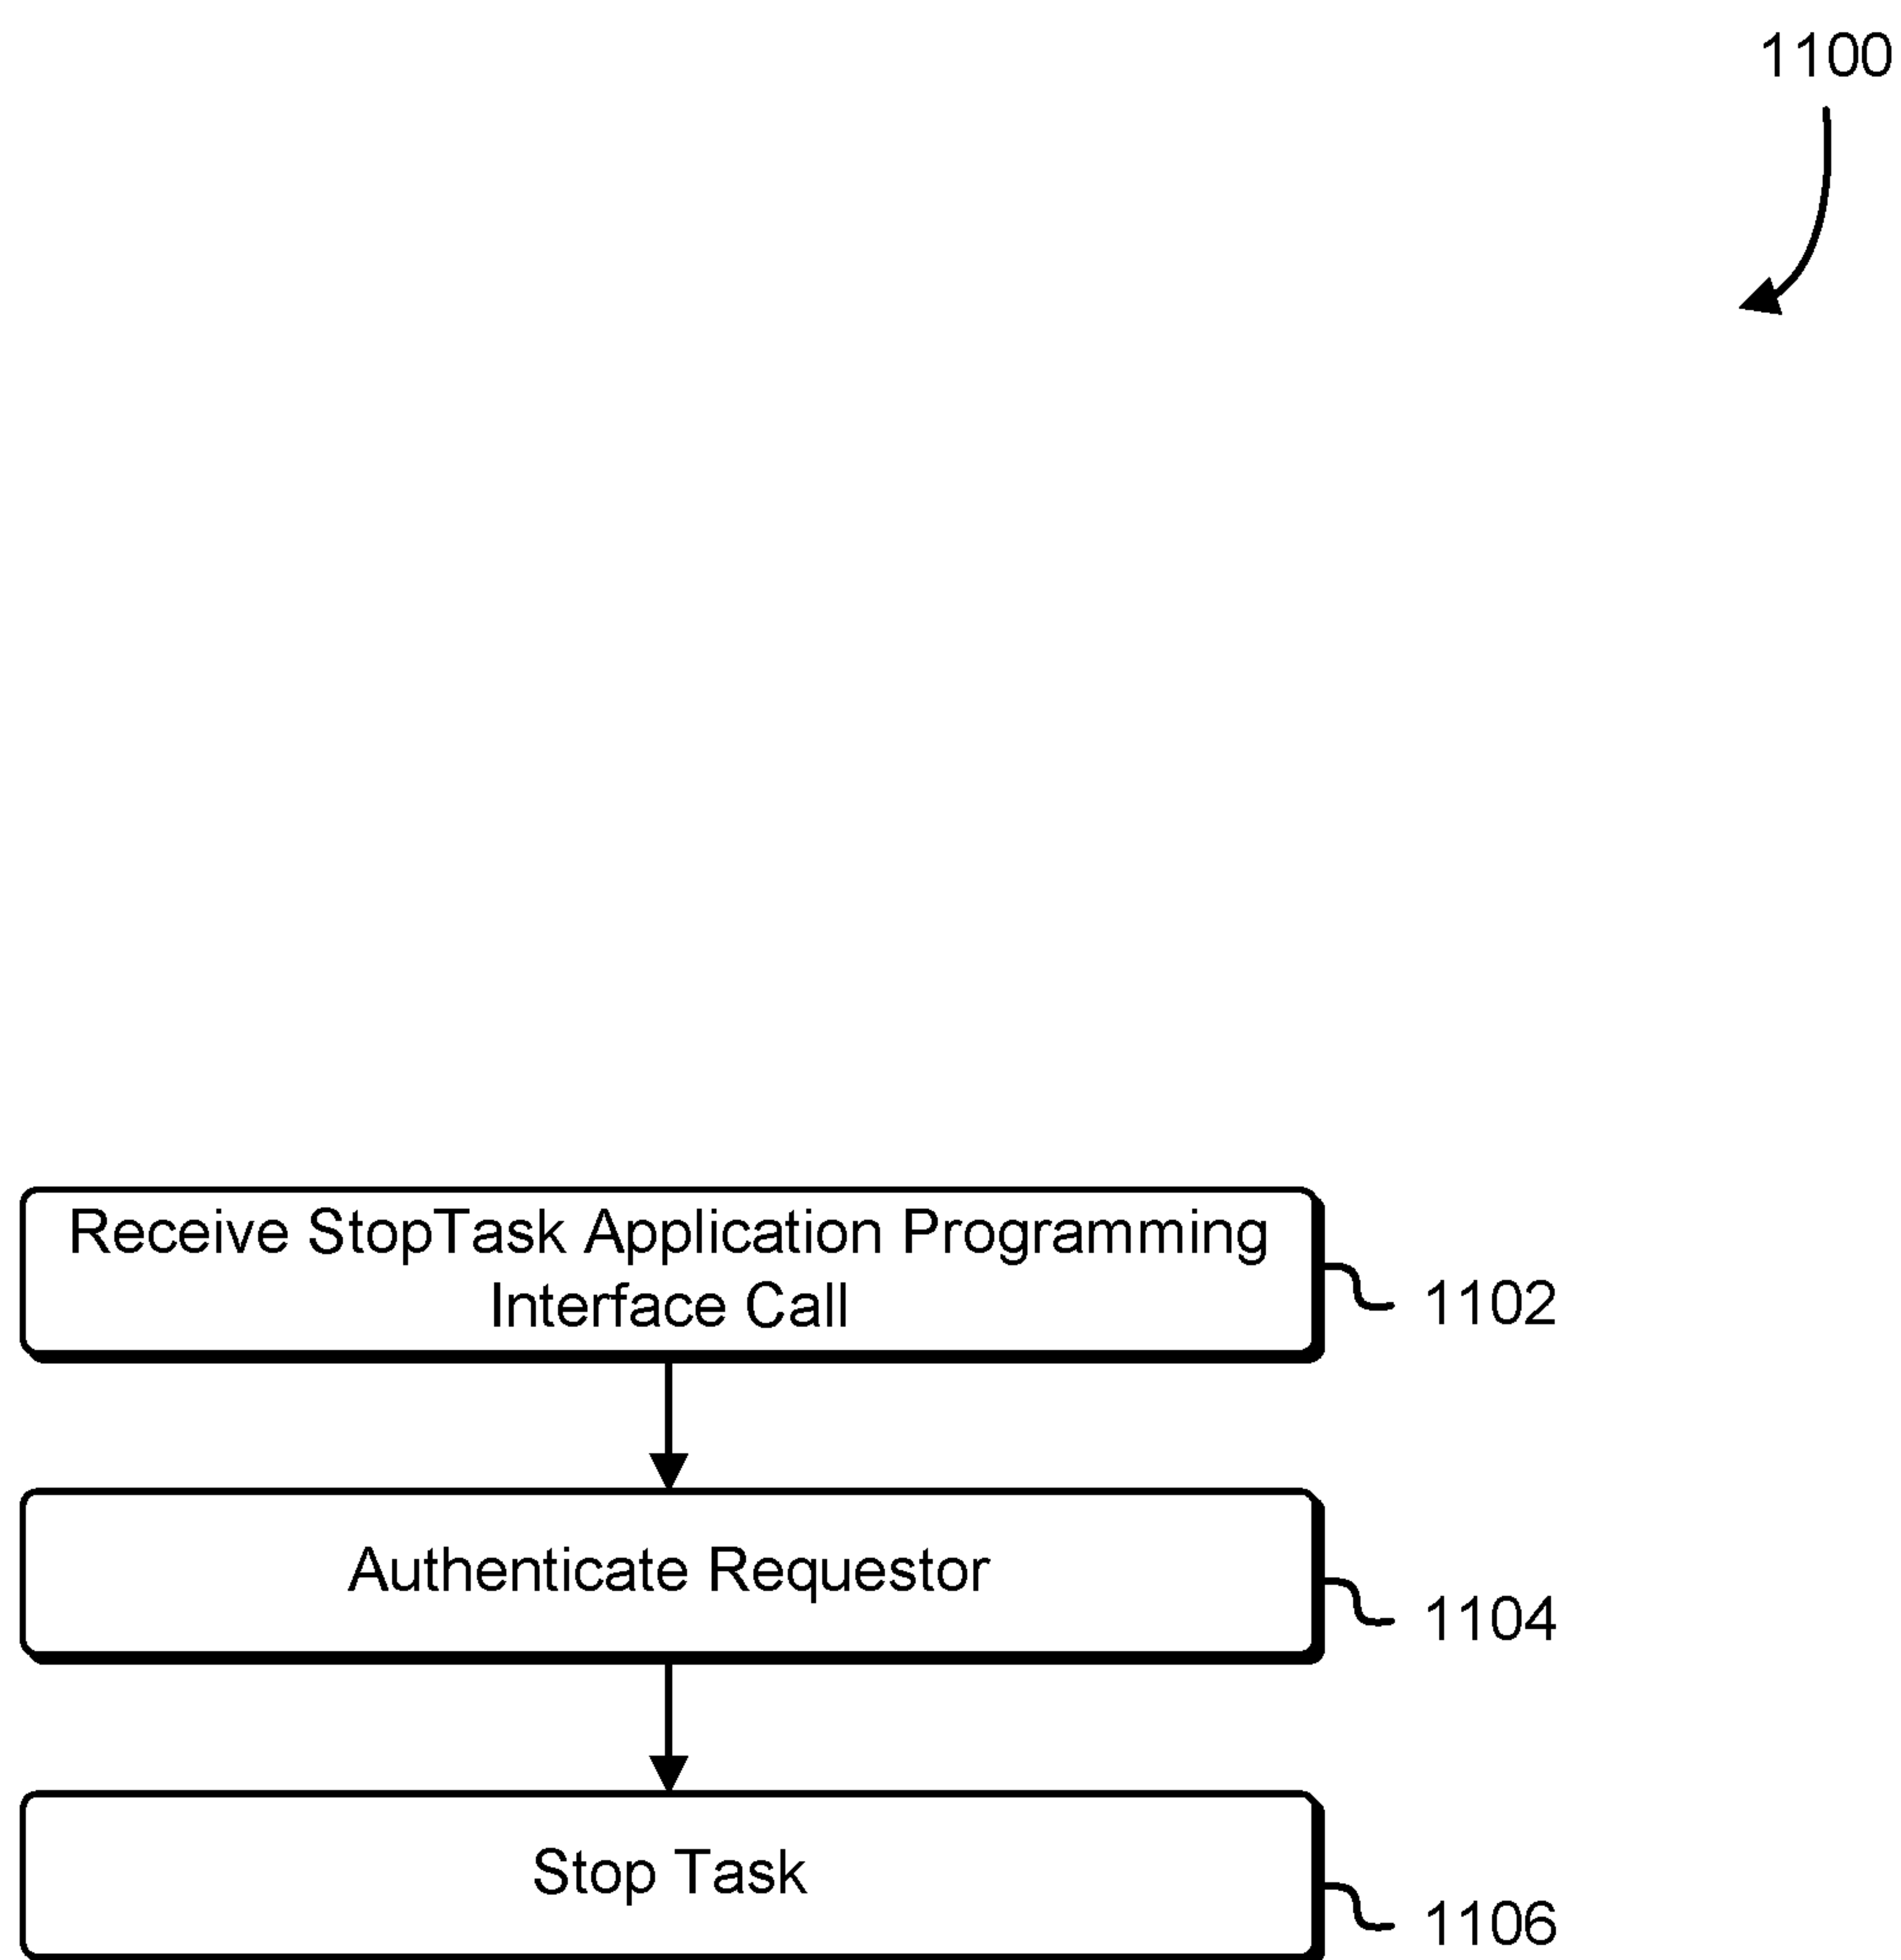 1100
Receive StopTask Application Programming
Interface Call
1102
Authenticate Requestor
1104
Stop Task
1106